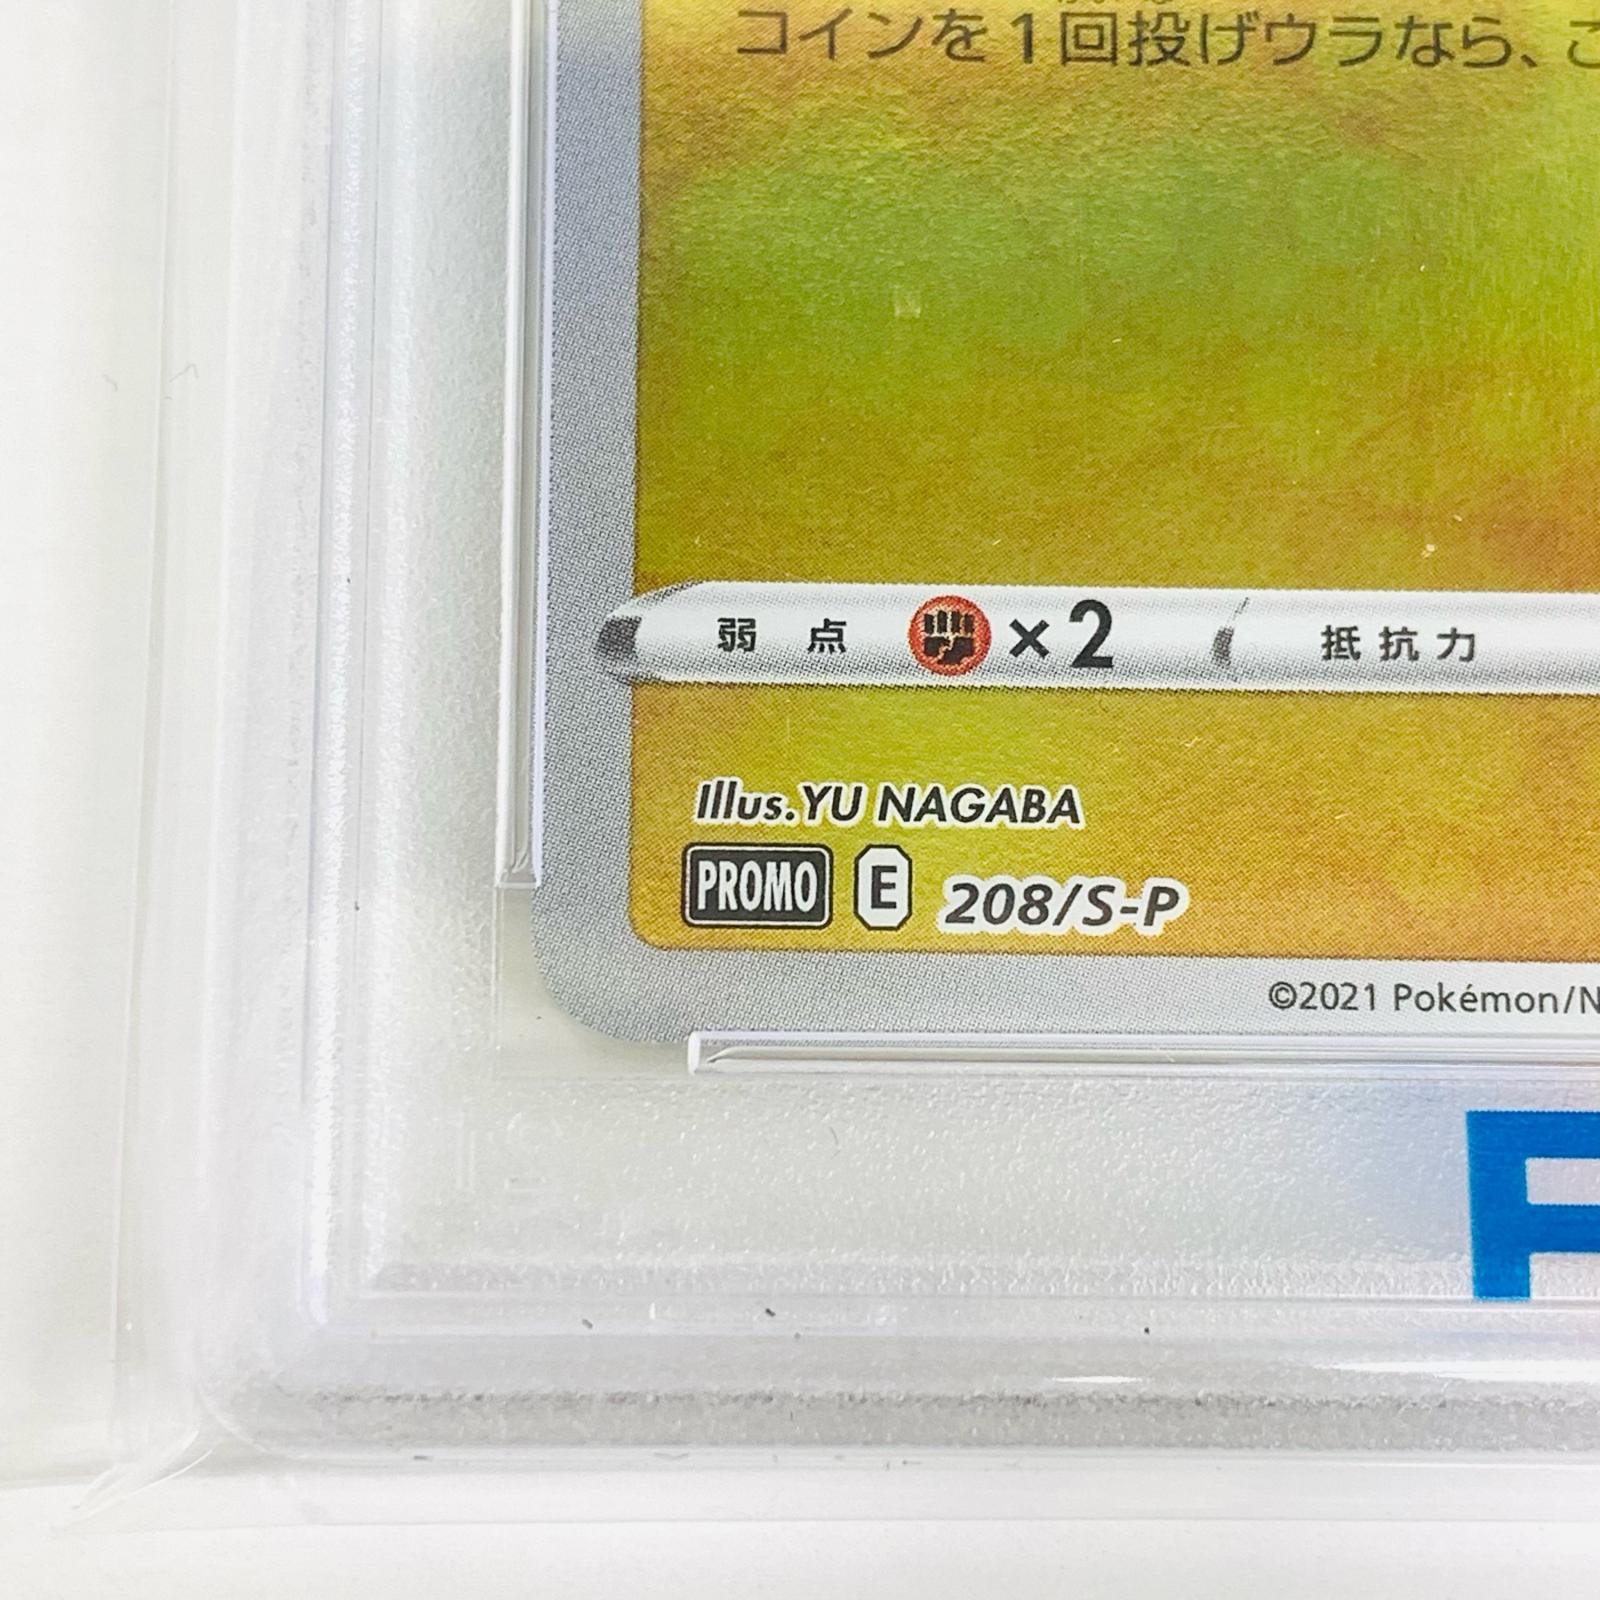 コインを1回投げウラなら、こ
弱点 ×2 抵抗力
Illus.YU NAGABA
PROMO E 208/S-P
©2021 Pokémon/N